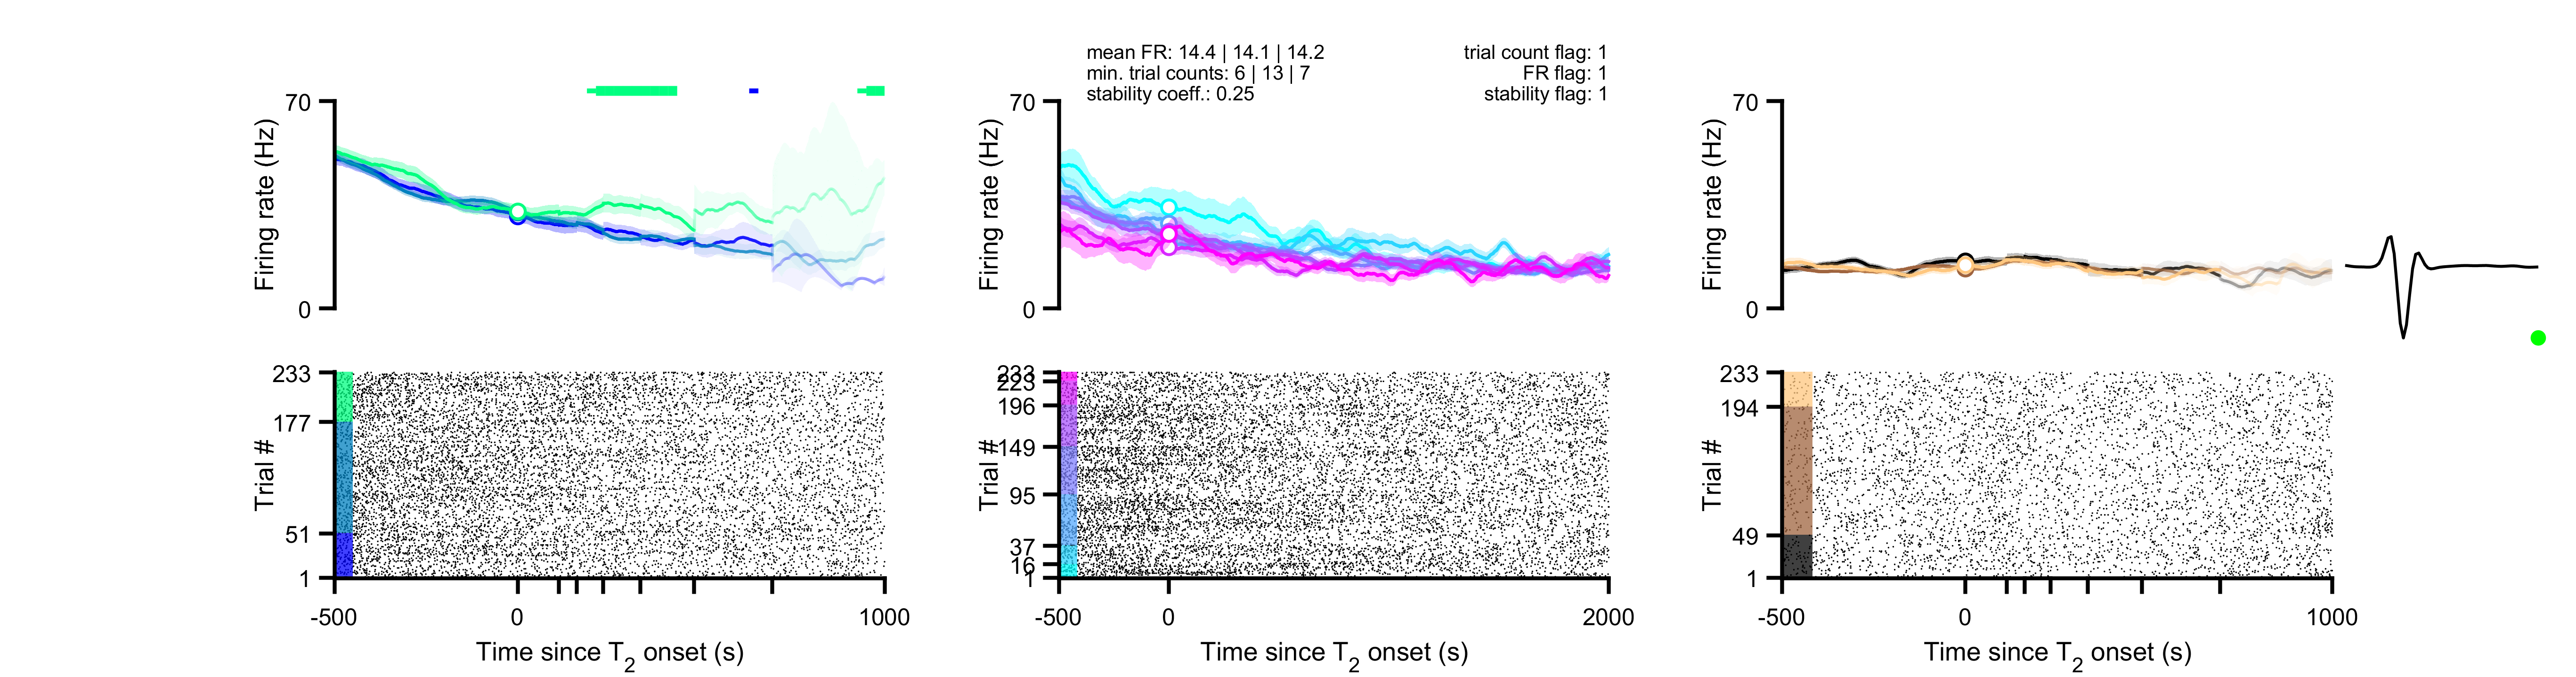 mean FR: 14.4 | 14.1 | 14.2
min. trial counts: 6 | 13 | 7
stability coeff.: 0.25
trial count flag: 1
FR flag: 1
stability flag: 1
70
Firing rate (Hz)
0
70
Firing rate (Hz)
0
70
Firing rate (Hz)
0
233
177
51
1
Trial #
-500
0
1000
Time since T2 onset (s)
233
223
196
149
95
37
16
1
Trial #
-500
0
2000
Time since T2 onset (s)
233
194
49
1
Trial #
-500
0
1000
Time since T2 onset (s)